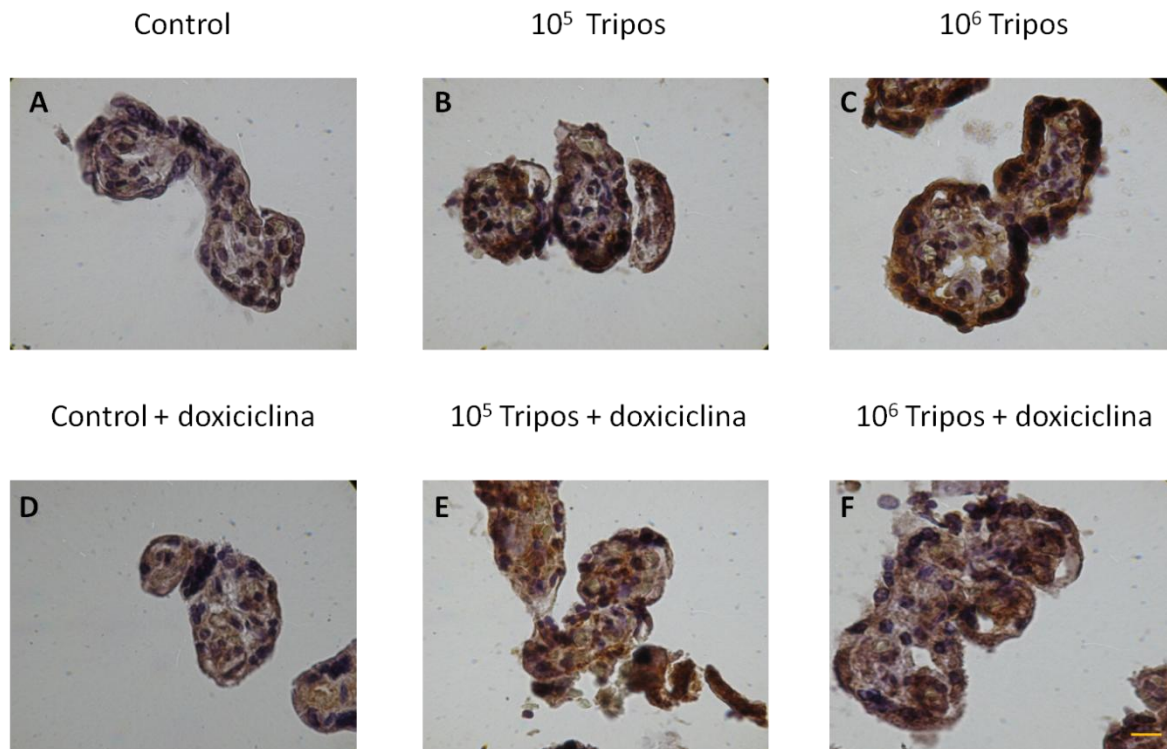 Control
10⁵ Tripos
10⁶ Tripos
A
B
C
Control + doxiciclina
10⁵ Tripos + doxiciclina
10⁶ Tripos + doxiciclina
D
E
F